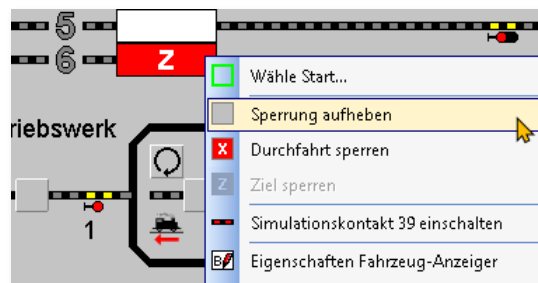 5
6
Z
Wähle Start...
Sperrung aufheben
X Durchfahrt sperren
Z Ziel sperren
Simulationskontakt 39 einschalten
B Eigenschaften Fahrzeug-Anzeiger
riebswerk
1